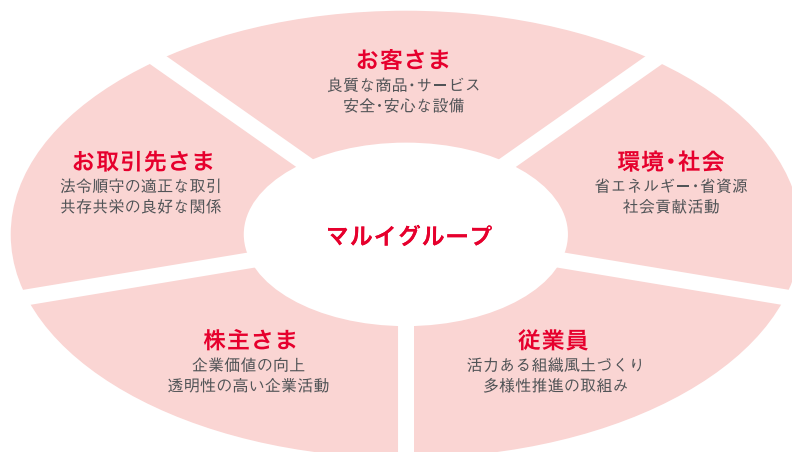 お客さま
良質な商品・サービス
安全・安心な設備
お取引先さま
法令順守の適正な取引
共存共栄の良好な関係
環境・社会
省エネルギー・省資源
社会貢献活動
マルイグループ
株主さま
企業価値の向上
透明性の高い企業活動
従業員
活力ある組織風土づくり
多様性推進の取組み